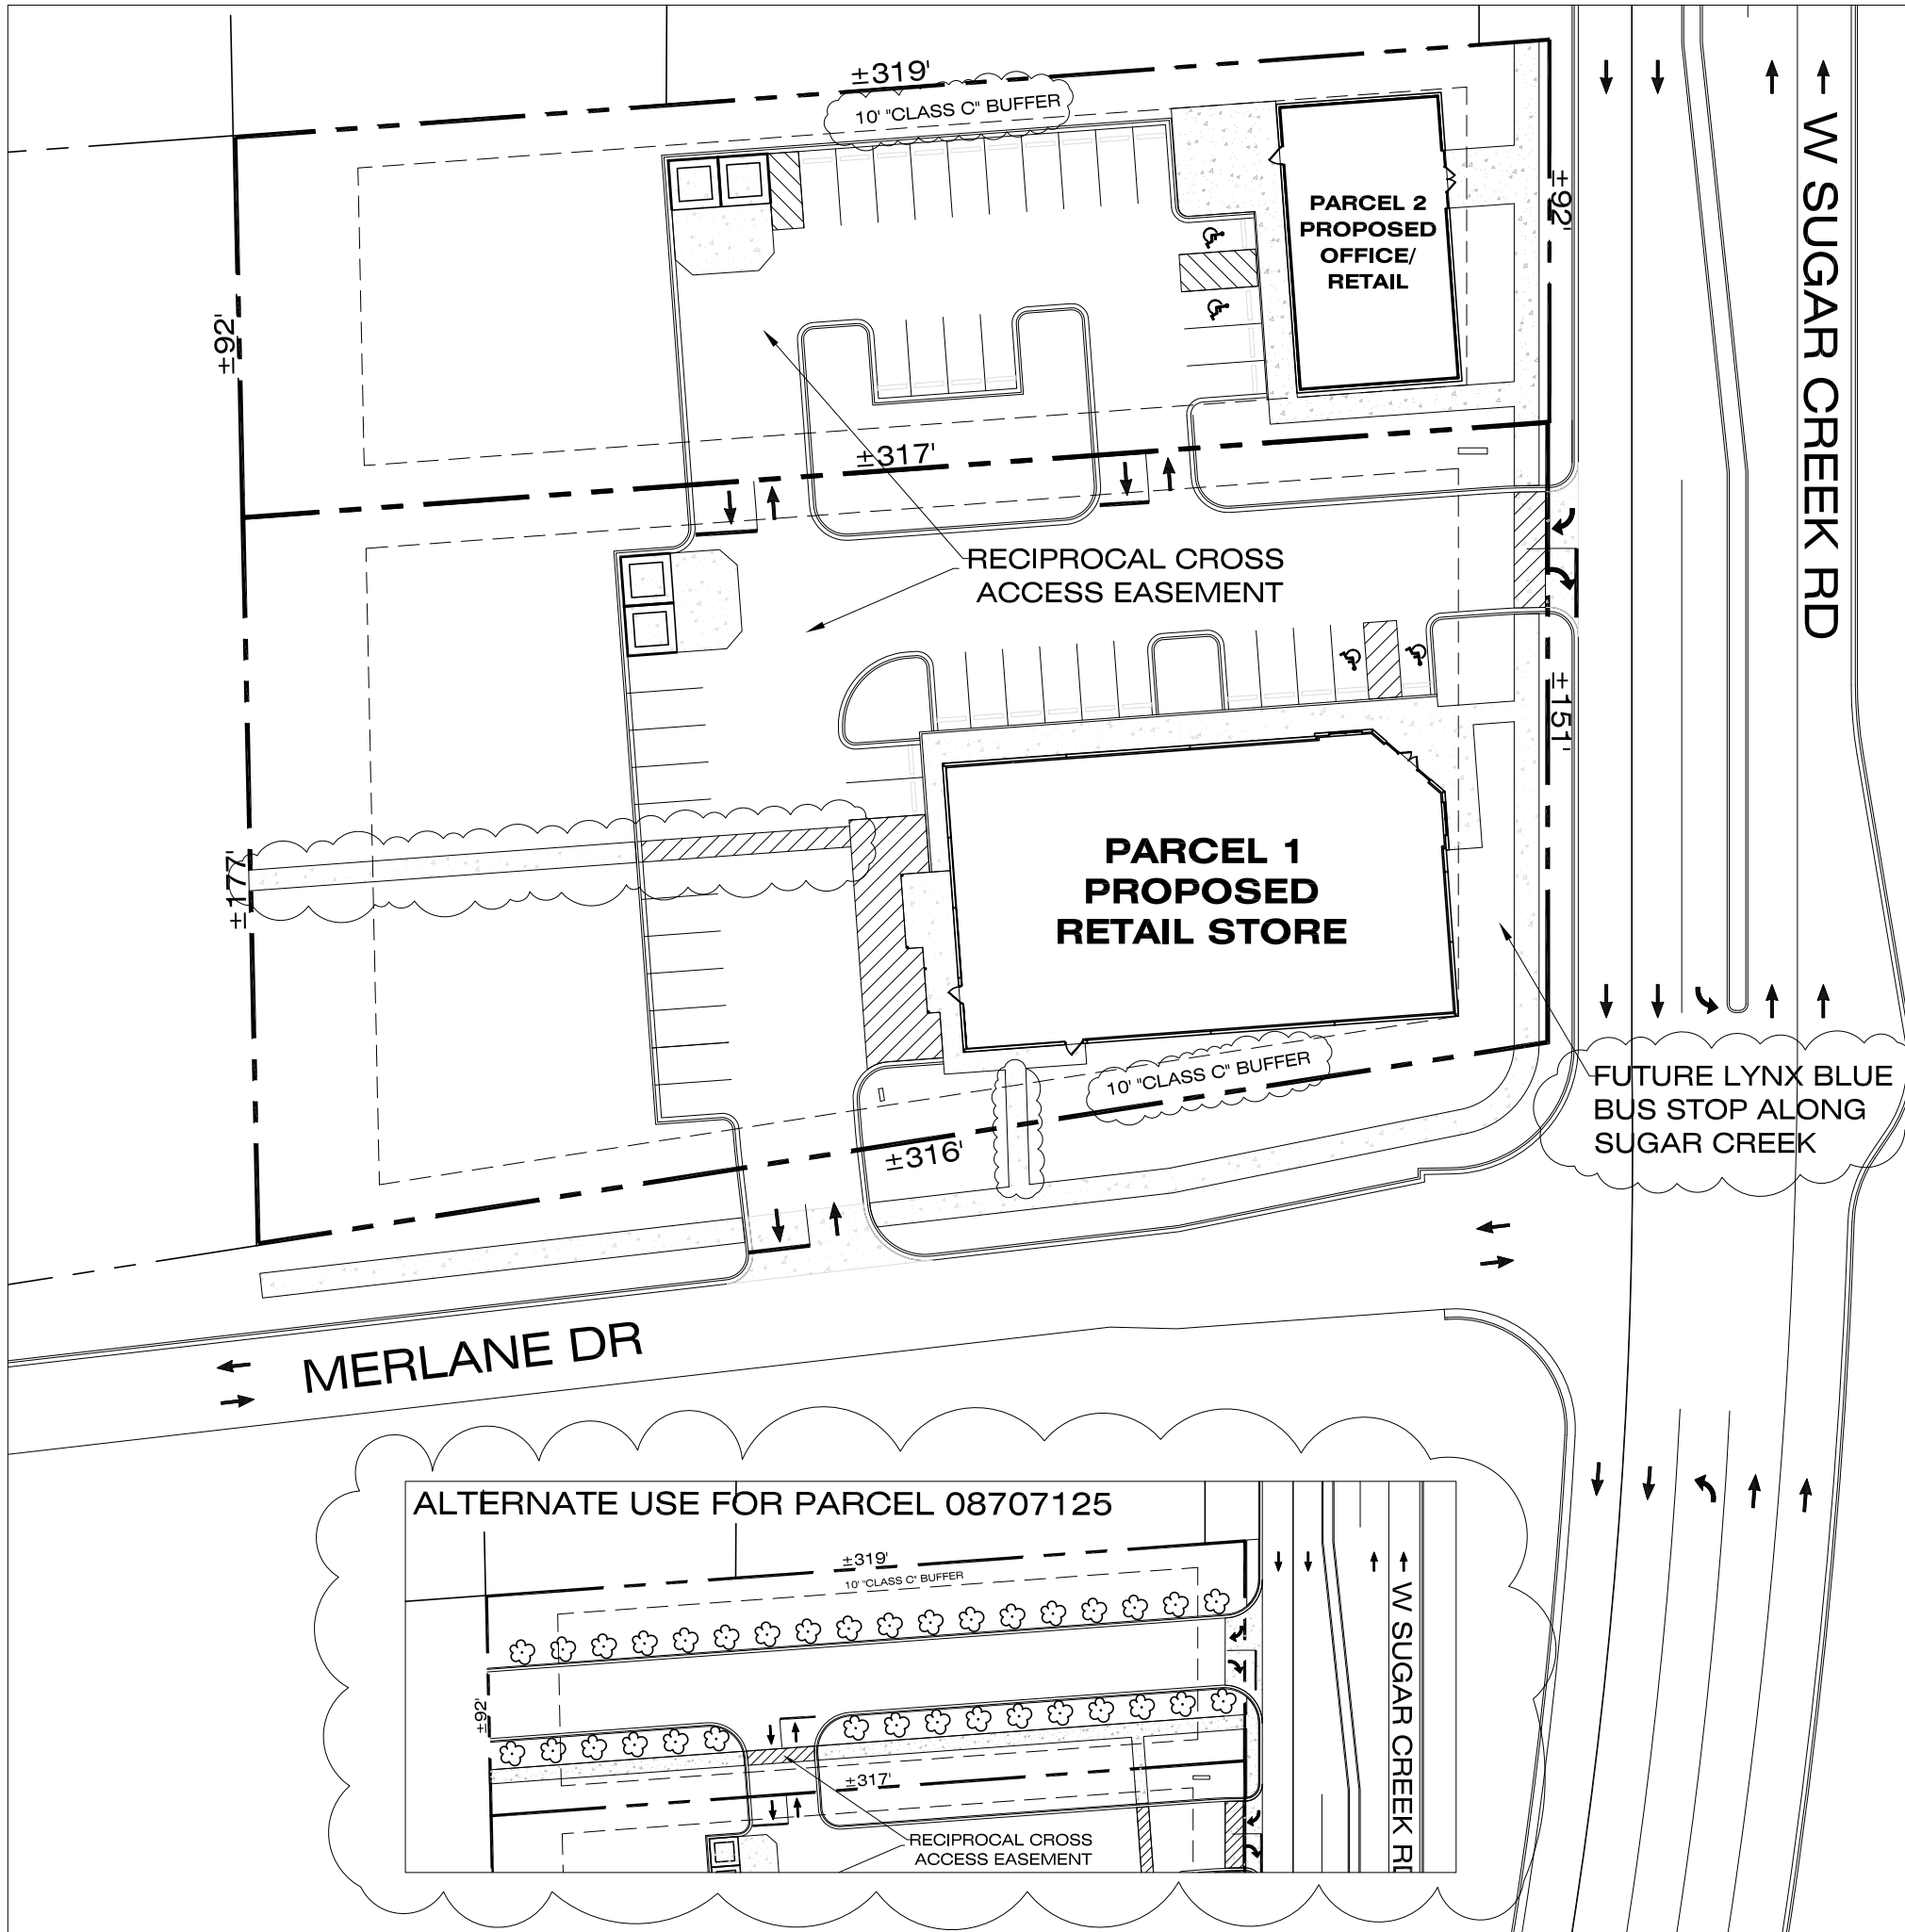 ±319'
10' "CLASS C" BUFFER
PARCEL 2
PROPOSED
OFFICE/
RETAIL
±92'
W SUGAR CREEK RD
±92'
±317'
RECIPROCAL CROSS
ACCESS EASEMENT
±151'
PARCEL 1
PROPOSED
RETAIL STORE
±177'
10' "CLASS C" BUFFER
FUTURE LYNX BLUE
BUS STOP ALONG
SUGAR CREEK
±316'
MERLANE DR
ALTERNATE USE FOR PARCEL 08707125
±319'
10' "CLASS C" BUFFER
W SUGAR CREEK RD
±92'
±317'
RECIPROCAL CROSS
ACCESS EASEMENT